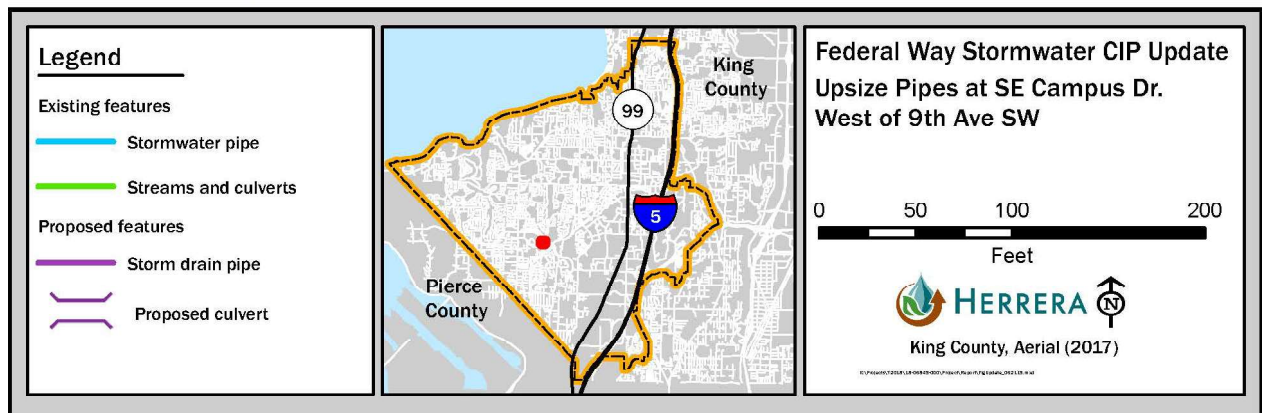 Legend
Existing features
Stormwater pipe
Streams and culverts
Proposed features
Storm drain pipe
Proposed culvert
King
County
99
5
Pierce
County
Federal Way Stormwater CIP Update
Upsize Pipes at SE Campus Dr.
West of 9th Ave SW
0 50 100 200
Feet
HERRERA
N
King County, Aerial (2017)